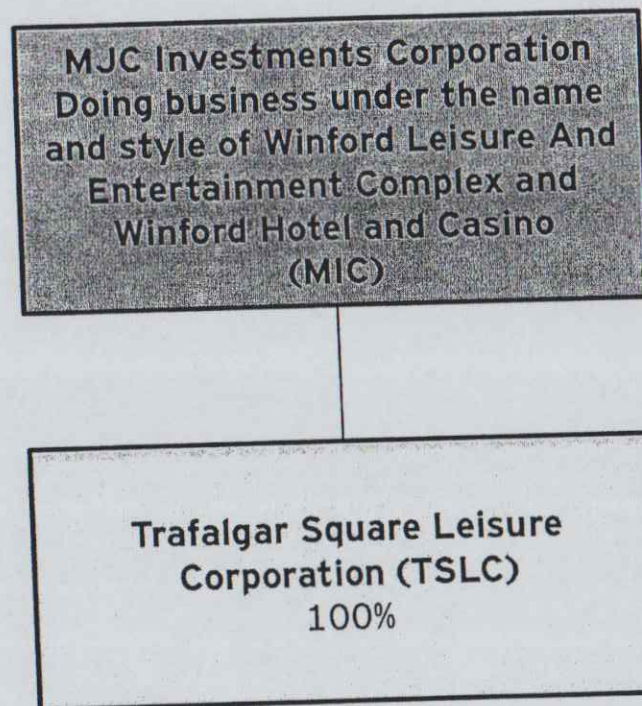 MJC Investments Corporation
Doing business under the name
and style of Winford Leisure And
Entertainment Complex and
Winford Hotel and Casino
(MIC)
Trafalgar Square Leisure
Corporation (TSLC)
100%